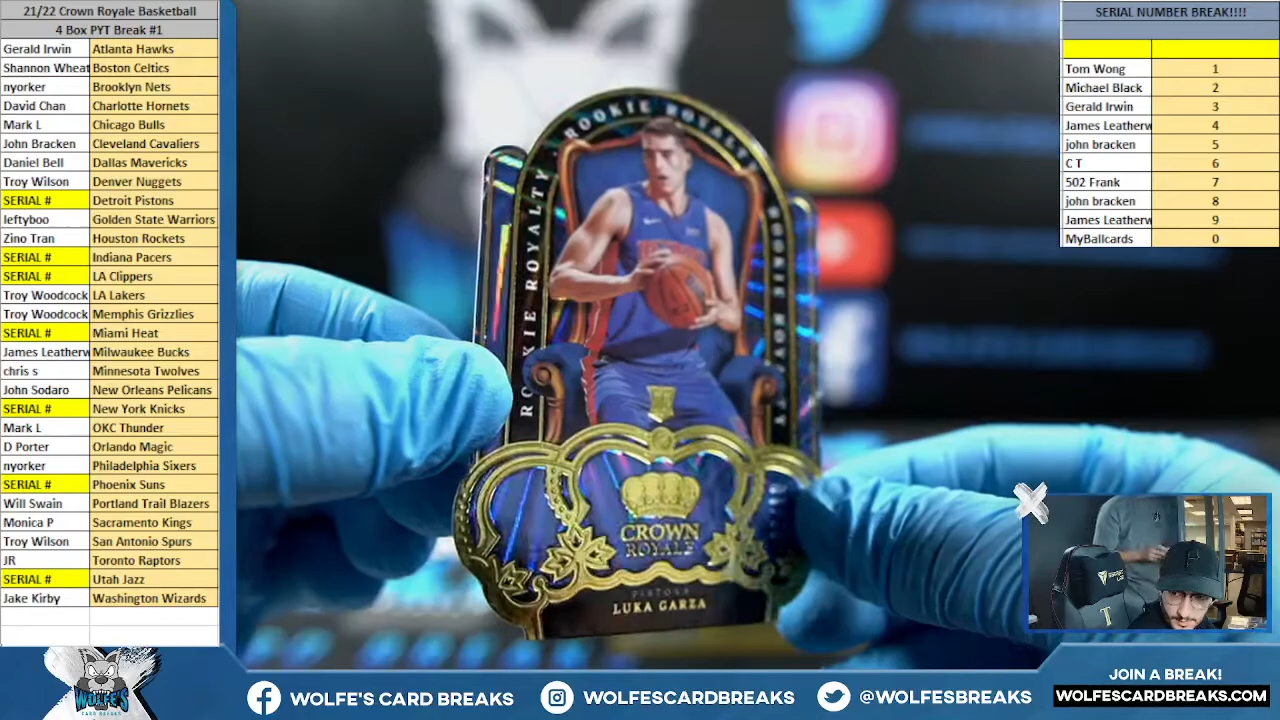 21/22 Crown Royale Basketball
4 Box PYT Break #1
Gerald Irwin Atlanta Hawks
Shannon Wheat Boston Celtics
nyorker Brooklyn Nets
David Chan Charlotte Hornets
Mark L Chicago Bulls
John Bracken Cleveland Cavaliers
Daniel Bell Dallas Mavericks
Troy Wilson Denver Nuggets
SERIAL # Detroit Pistons
leftyboo Golden State Warriors
Zino Tran Houston Rockets
SERIAL # Indiana Pacers
SERIAL # LA Clippers
Troy Woodcock LA Lakers
Troy Woodcock Memphis Grizzlies
SERIAL # Miami Heat
James Leatherw Milwaukee Bucks
chris s Minnesota Twolves
John Sodaro New Orleans Pelicans
SERIAL # New York Knicks
Mark L OKC Thunder
D Porter Orlando Magic
nyorker Philadelphia Sixers
SERIAL # Phoenix Suns
Will Swain Portland Trail Blazers
Monica P Sacramento Kings
Troy Wilson San Antonio Spurs
JR Toronto Raptors
SERIAL # Utah Jazz
Jake Kirby Washington Wizards
ROOKIE ROYALTY
ROOKIE ROYALTY
ROOKIE ROYALTY
CROWN
ROYALE
PISTONS
LUKA GARZA
SERIAL NUMBER BREAK!!!!
Tom Wong 1
Michael Black 2
Gerald Irwin 3
James Leatherw 4
john bracken 5
C T 6
502 Frank 7
john bracken 8
James Leatherw 9
MyBallcards 0
WOLFE'S
CARD BREAKS
WOLFE'S CARD BREAKS
WOLFESCARDBREAKS
@WOLFESBREAKS
JOIN A BREAK!
WOLFESCARDBREAKS.COM